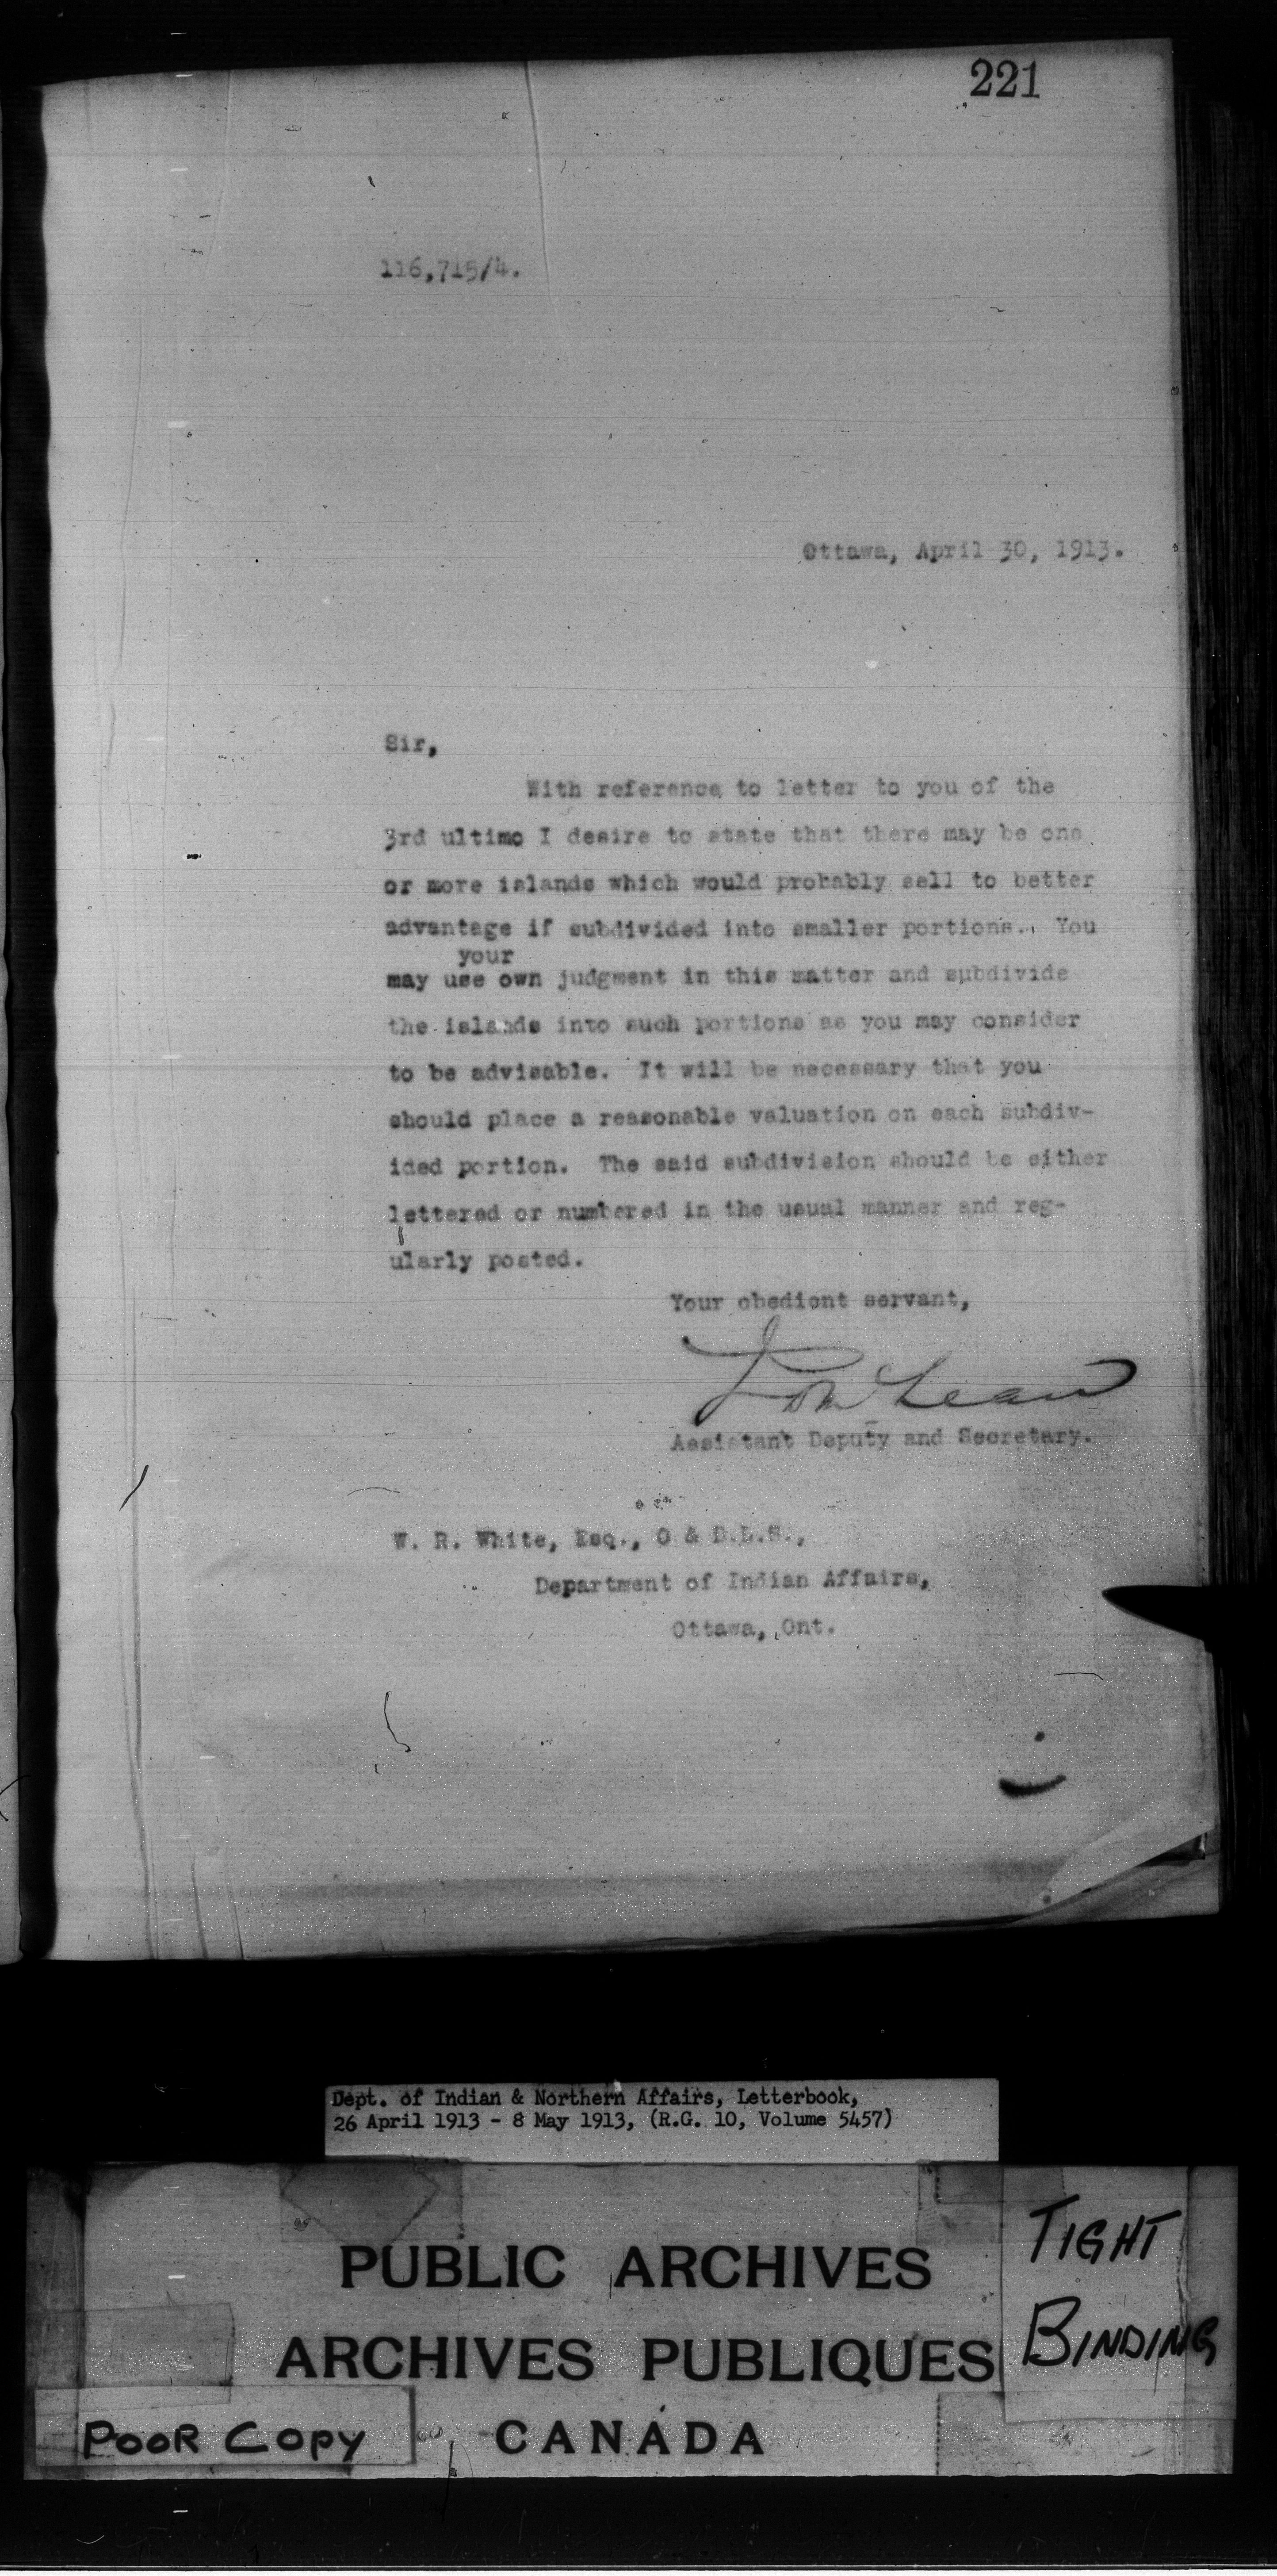 221
116,715/4.
Ottawa, April 30, 1913.
Sir,
With reference to letter to you of the
3rd ultimo I desire to state that there may be one
or more islands which would probably sell to better
advantage if subdivided into smaller portions. You
your
may use own judgment in this matter and subdivide
the islands into such portions as you may consider
to be advisable. It will be necessary that you
should place a reasonable valuation on each subdiv-
ided portion. The said subdivision should be either
lettered or numbered in the usual manner and reg-
ularly posted.
Your obedient servant,
Assistant Deputy and Secretary.
W. R. White, Esq., O & D.L.S.,
Department of Indian Affairs,
Ottawa, Ont.
Dept. of Indian & Northern Affairs, Letterbook,
26 April 1913 - 8 May 1913, (R.G. 10, Volume 5457)
PUBLIC ARCHIVES
ARCHIVES PUBLIQUES
CANADA
TIGHT
BINDING
POOR COPY